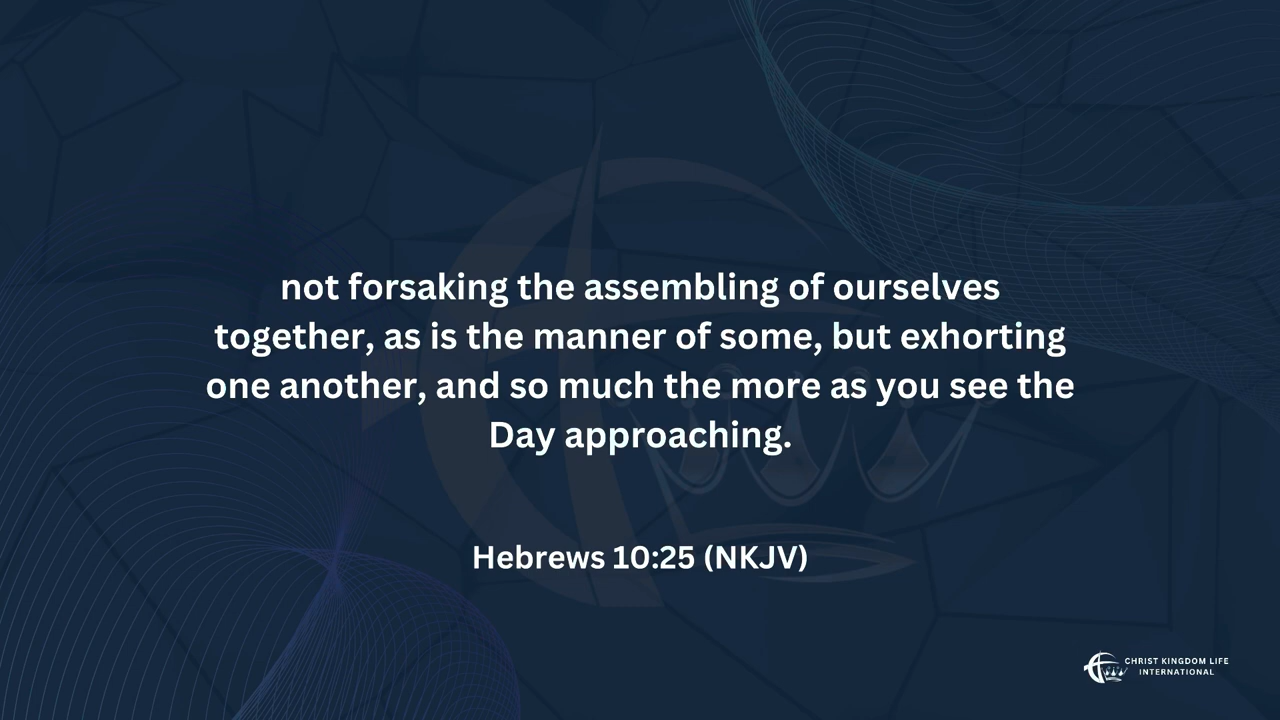 not forsaking the assembling of ourselves
together, as is the manner of some, but exhorting
one another, and so much the more as you see the
Day approaching.
Hebrews 10:25 (NKJV)
CHRIST KINGDOM LIFE
INTERNATIONAL